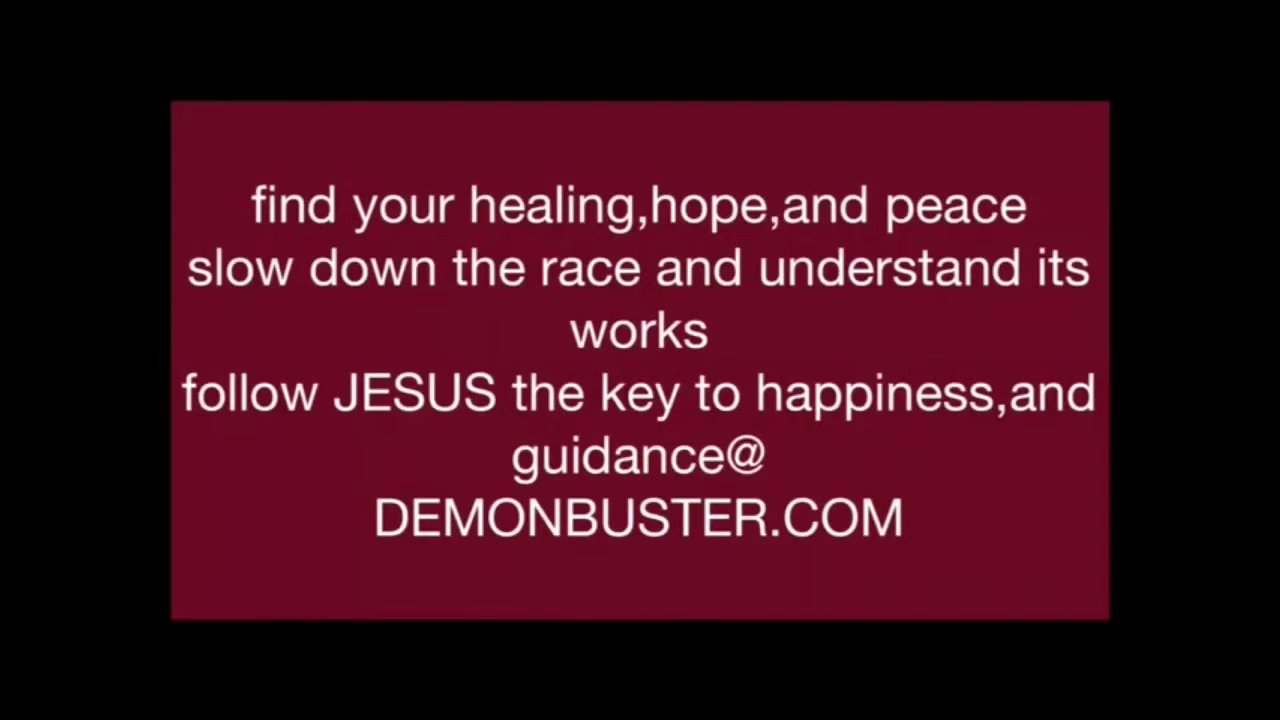 find your healing,hope,and peace
slow down the race and understand its
works
follow JESUS the key to happiness,and
guidance@
DEMONBUSTER.COM